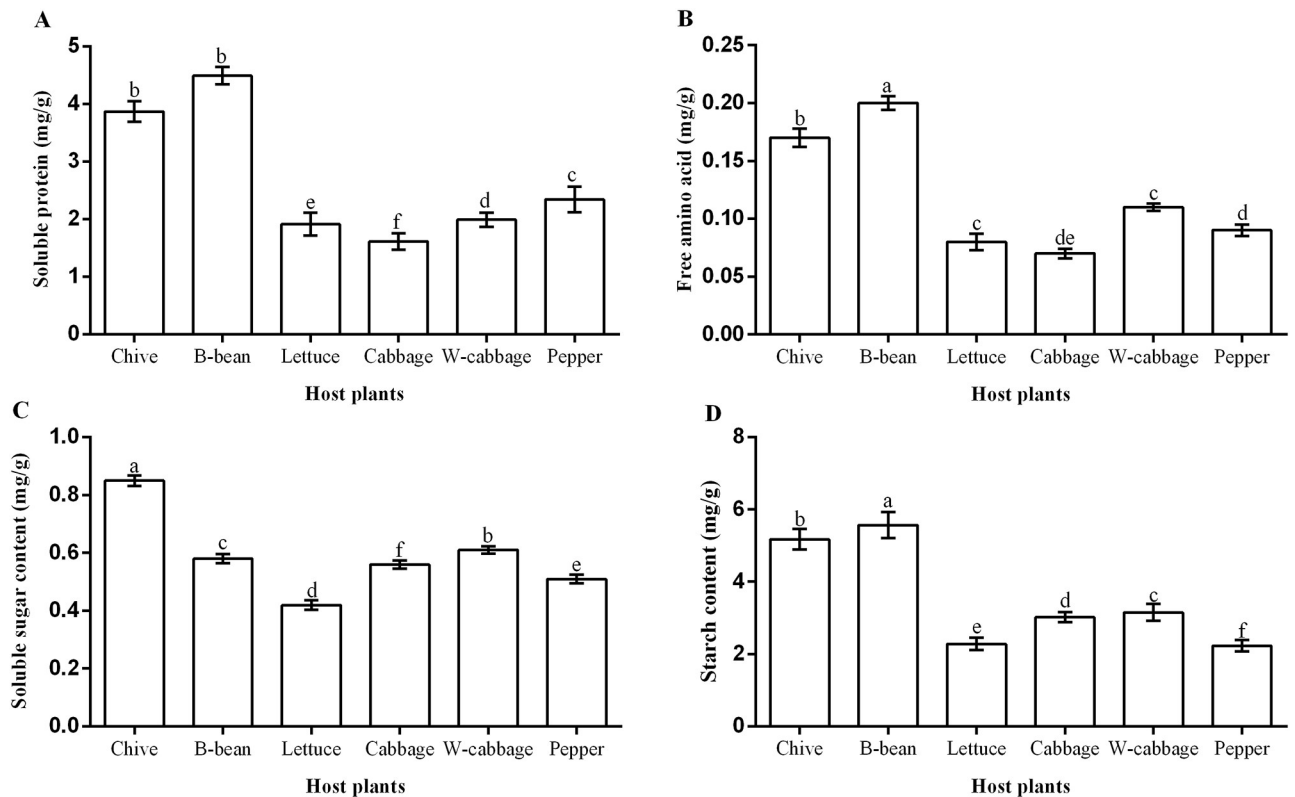 A
Soluble protein (mg/g)
5
4
3
2
1
0
b
b
e
f
d
c
Chive B-bean Lettuce Cabbage W-cabbage Pepper
Host plants
B
Free amino acid (mg/g)
0.25
0.20
0.15
0.10
0.05
0.00
b
a
c
de
c
d
Chive B-bean Lettuce Cabbage W-cabbage Pepper
Host plants
C
Soluble sugar content (mg/g)
1.0
0.8
0.6
0.4
0.2
0.0
a
c
d
f
b
e
Chive B-bean Lettuce Cabbage W-cabbage Pepper
Host plants
D
Starch content (mg/g)
8
6
4
2
0
b
a
e
d
c
f
Chive B-bean Lettuce Cabbage W-cabbage Pepper
Host plants